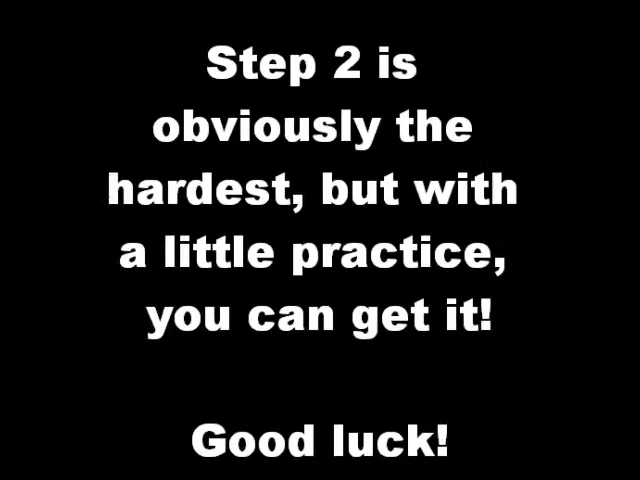 Step 2 is
obviously the
hardest, but with
a little practice,
you can get it!
Good luck!